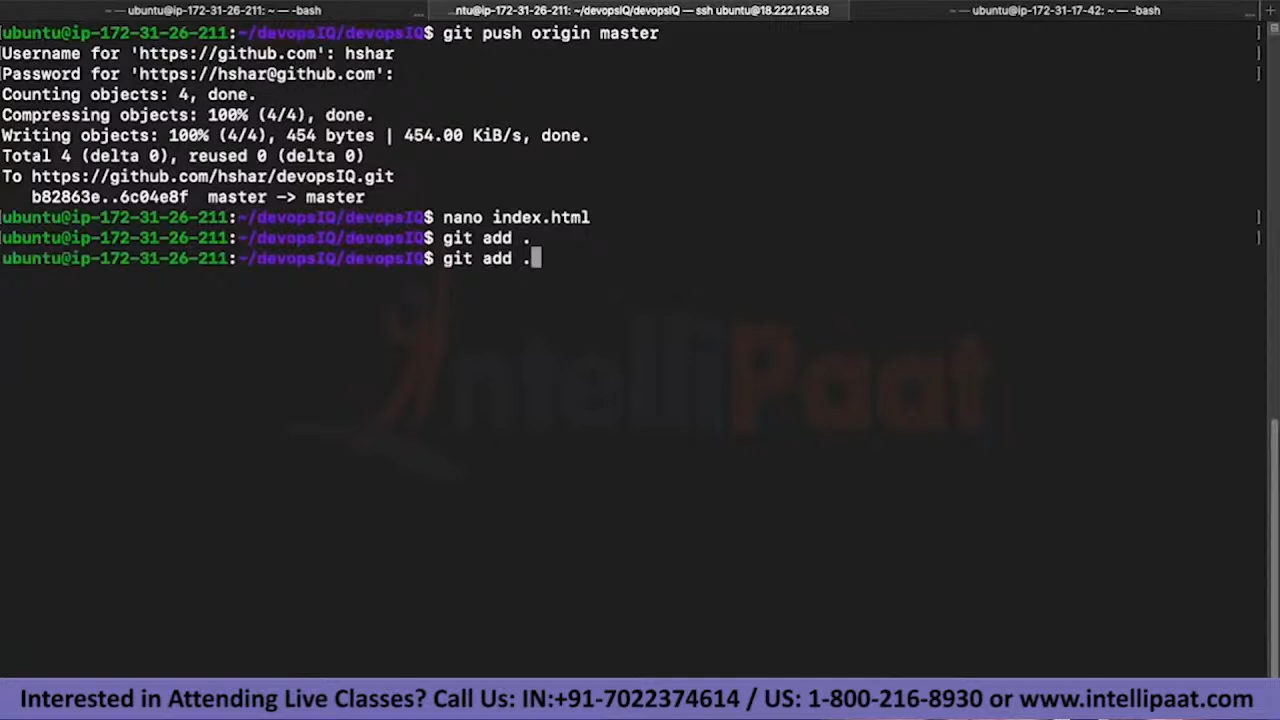 ~ — ubuntu@ip-172-31-26-211: ~ — -bash
...ntu@ip-172-31-26-211: ~/devopsIQ/devopsIQ — ssh ubuntu@18.222.123.58
~ — ubuntu@ip-172-31-17-42: ~ — -bash
ubuntu@ip-172-31-26-211:~/devopsIQ/devopsIQ$ git push origin master
Username for 'https://github.com': hshar
Password for 'https://hshar@github.com':
Counting objects: 4, done.
Compressing objects: 100% (4/4), done.
Writing objects: 100% (4/4), 454 bytes | 454.00 KiB/s, done.
Total 4 (delta 0), reused 0 (delta 0)
To https://github.com/hshar/devopsIQ.git
b82863e..6c04e8f  master -> master
ubuntu@ip-172-31-26-211:~/devopsIQ/devopsIQ$ nano index.html
ubuntu@ip-172-31-26-211:~/devopsIQ/devopsIQ$ git add .
ubuntu@ip-172-31-26-211:~/devopsIQ/devopsIQ$ git add .
IntelliPaat
Interested in Attending Live Classes? Call Us: IN:+91-7022374614 / US: 1-800-216-8930 or www.intellipaat.com